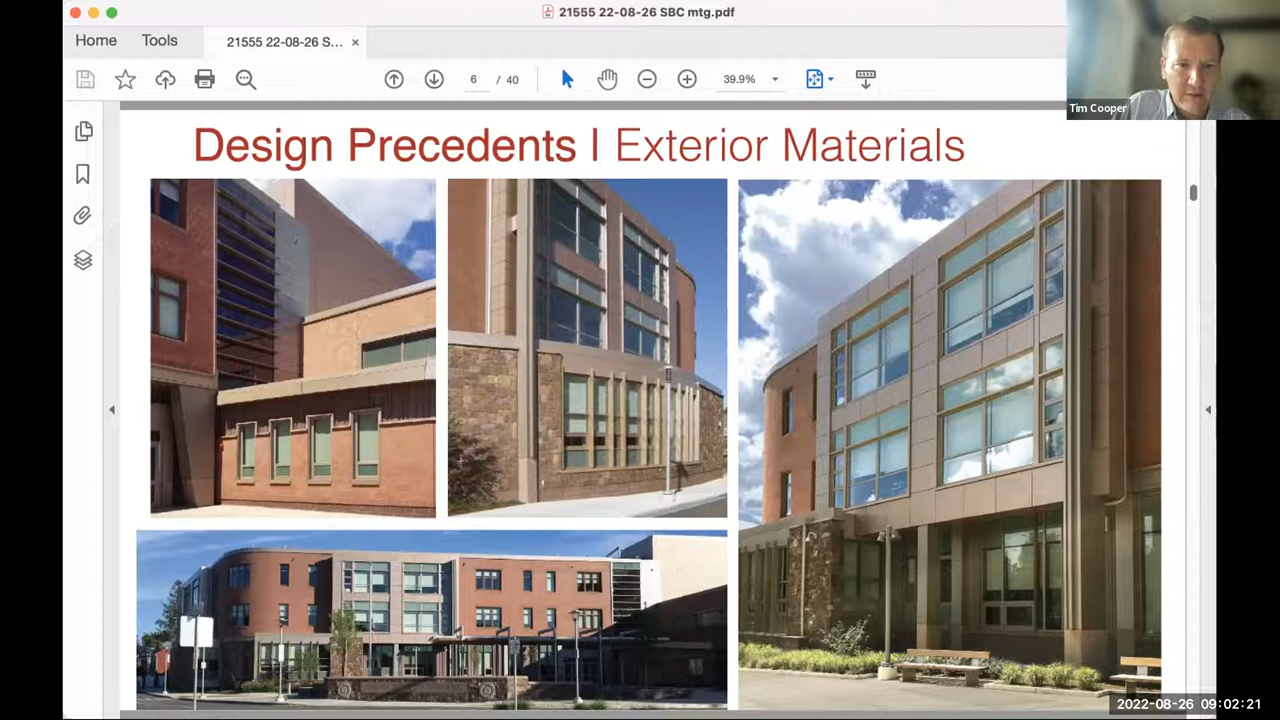 21555 22-08-26 SBC mtg.pdf
Home
Tools
21555 22-08-26 S... ×
6 / 40
39.9%
Tim Cooper
Design Precedents | Exterior Materials
2022-08-26 09:02:21